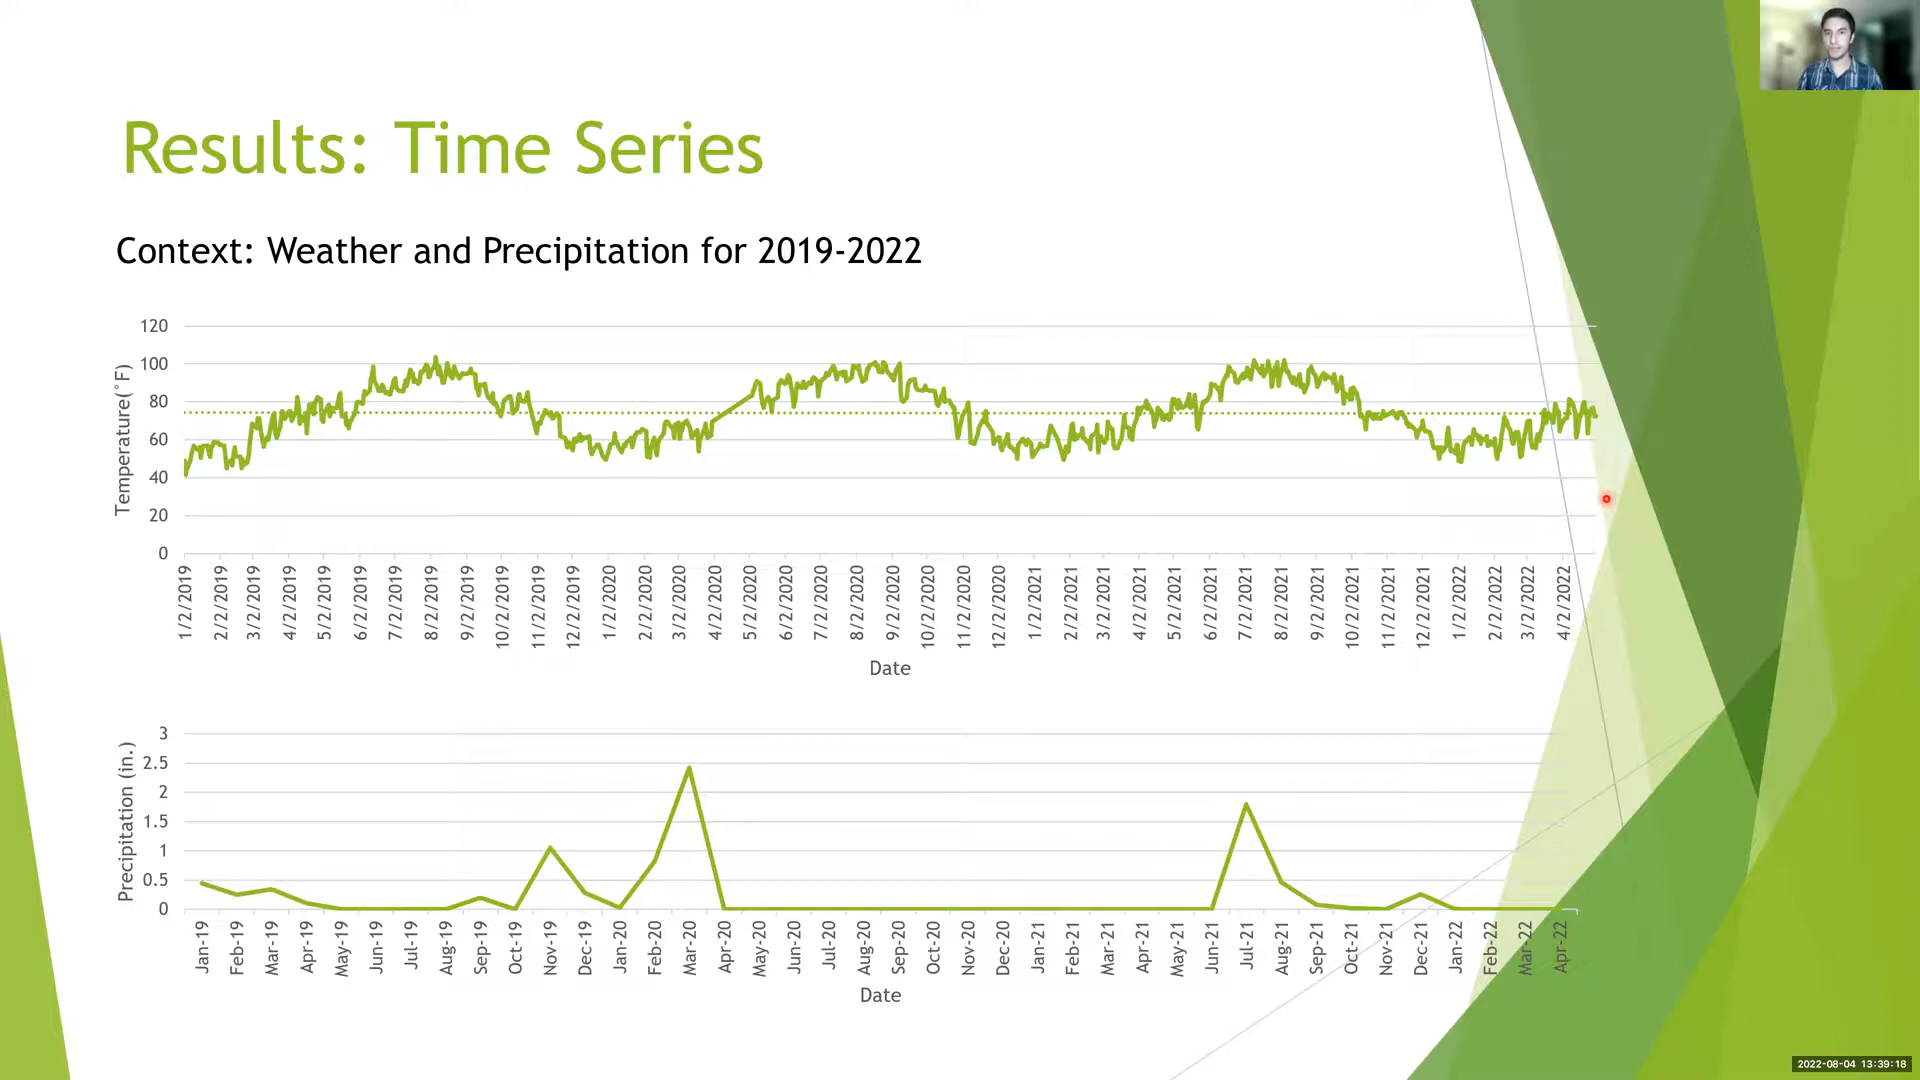 Results: Time Series
Context: Weather and Precipitation for 2019-2022
Temperature(°F)
120
100
80
60
40
20
0
1/2/2019
2/2/2019
3/2/2019
4/2/2019
5/2/2019
6/2/2019
7/2/2019
8/2/2019
9/2/2019
10/2/2019
11/2/2019
12/2/2019
1/2/2020
2/2/2020
3/2/2020
4/2/2020
5/2/2020
6/2/2020
7/2/2020
8/2/2020
9/2/2020
10/2/2020
11/2/2020
12/2/2020
1/2/2021
2/2/2021
3/2/2021
4/2/2021
5/2/2021
6/2/2021
7/2/2021
8/2/2021
9/2/2021
10/2/2021
11/2/2021
12/2/2021
1/2/2022
2/2/2022
3/2/2022
4/2/2022
Date
Precipitation (in.)
3
2.5
2
1.5
1
0.5
0
Jan-19
Feb-19
Mar-19
Apr-19
May-19
Jun-19
Jul-19
Aug-19
Sep-19
Oct-19
Nov-19
Dec-19
Jan-20
Feb-20
Mar-20
Apr-20
May-20
Jun-20
Jul-20
Aug-20
Sep-20
Oct-20
Nov-20
Dec-20
Jan-21
Feb-21
Mar-21
Apr-21
May-21
Jun-21
Jul-21
Aug-21
Sep-21
Oct-21
Nov-21
Dec-21
Jan-22
Feb-22
Mar-22
Apr-22
Date
2022-08-04 13:39:18